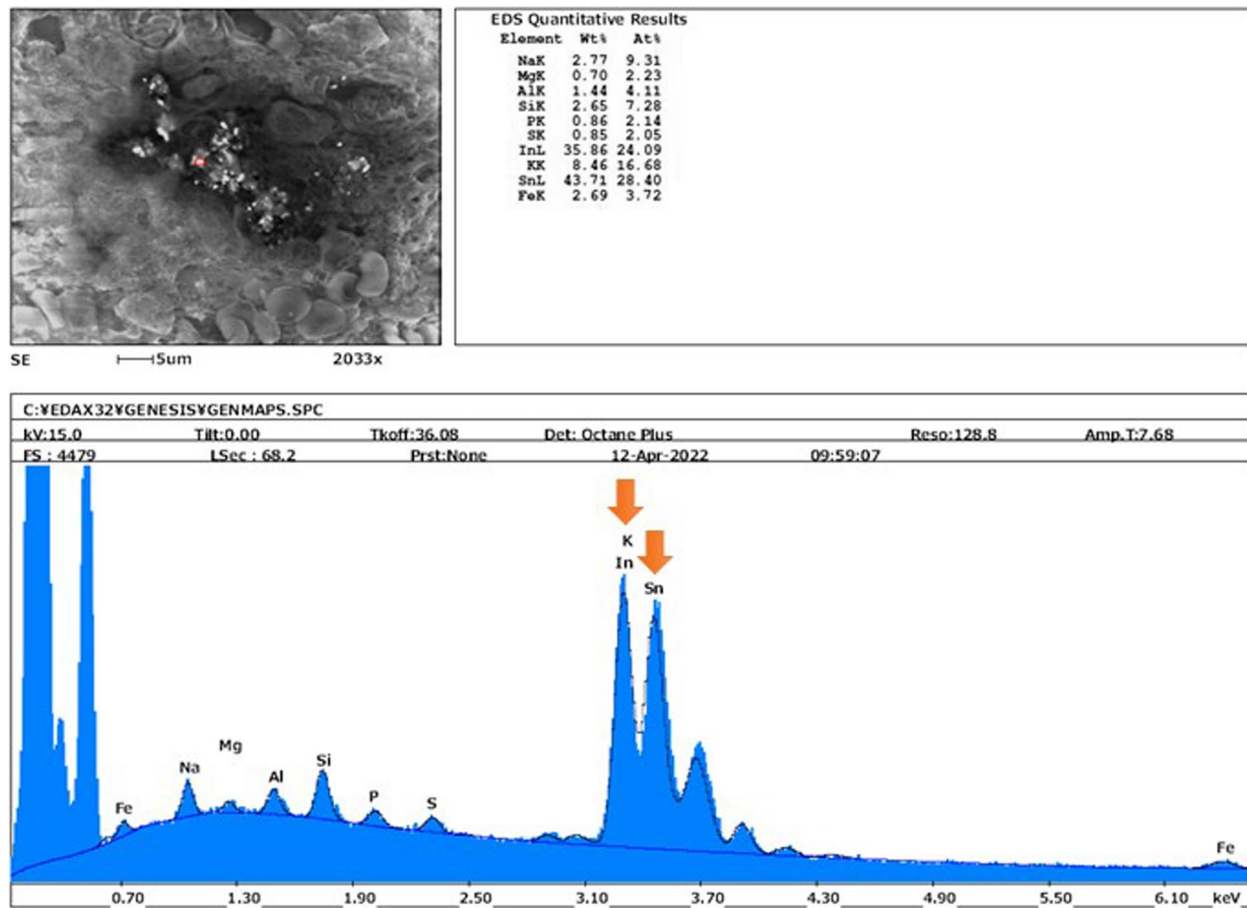 EDS Quantitative Results
Element Wt% At%
NaK 2.77 9.31
MgK 0.70 2.23
AlK 1.44 4.11
SiK 2.65 7.28
PK 0.86 2.14
SK 0.85 2.05
InL 35.86 24.09
KK 8.46 16.68
SnL 43.71 28.40
FeK 2.69 3.72
SE 5um 2033x
C:¥EDAX32¥GENESIS¥GENMAPS.SPC
kV:15.0 Tilt:0.00 Tkoff:36.08 Det: Octane Plus Reso:128.8 Amp.T:7.68
FS : 4479 LSec : 68.2 Prst:None 12-Apr-2022 09:59:07
K
In
Sn
Fe Na Mg Al Si P S Fe
0.70 1.30 1.90 2.50 3.10 3.70 4.30 4.90 5.50 6.10 keV